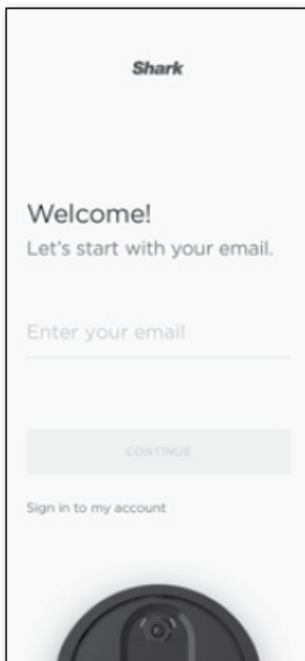 Shark
Welcome!
Let's start with your email.
Enter your email
CONTINUE
Sign in to my account